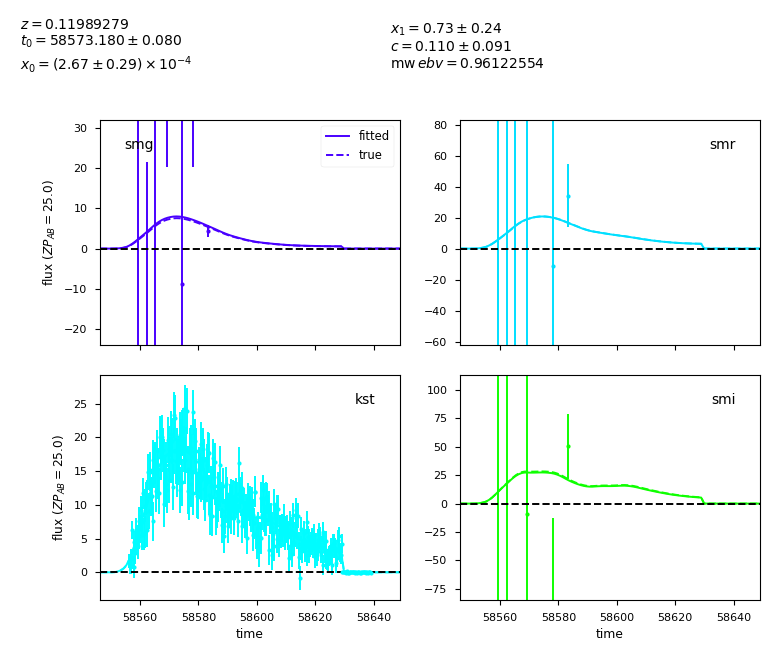 z = 0.11989279
t₀ = 58573.180 ± 0.080
x₀ = (2.67 ± 0.29) × 10⁻⁴
x₁ = 0.73 ± 0.24
c = 0.110 ± 0.091
mw ebv = 0.96122554
smg
fitted
true
30
20
10
0
−10
−20
flux (ZP_AB = 25.0)
smr
80
60
40
20
0
−20
−40
−60
kst
25
20
15
10
5
0
flux (ZP_AB = 25.0)
58560 58580 58600 58620 58640
time
smi
100
75
50
25
0
−25
−50
−75
58560 58580 58600 58620 58640
time